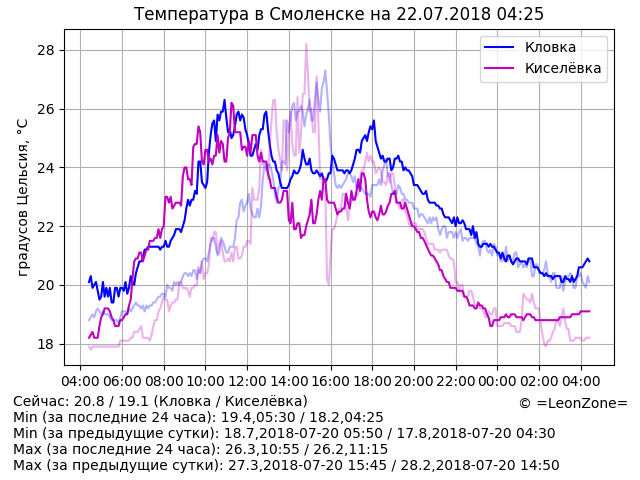 Температура в Смоленске на 22.07.2018 04:25
Кловка
Киселёвка
градусов Цельсия, °C
28
26
24
22
20
18
04:00 06:00 08:00 10:00 12:00 14:00 16:00 18:00 20:00 22:00 00:00 02:00 04:00
Сейчас: 20.8 / 19.1 (Кловка / Киселёвка)
© =LeonZone=
Min (за последние 24 часа): 19.4,05:30 / 18.2,04:25
Min (за предыдущие сутки): 18.7,2018-07-20 05:50 / 17.8,2018-07-20 04:30
Max (за последние 24 часа): 26.3,10:55 / 26.2,11:15
Max (за предыдущие сутки): 27.3,2018-07-20 15:45 / 28.2,2018-07-20 14:50